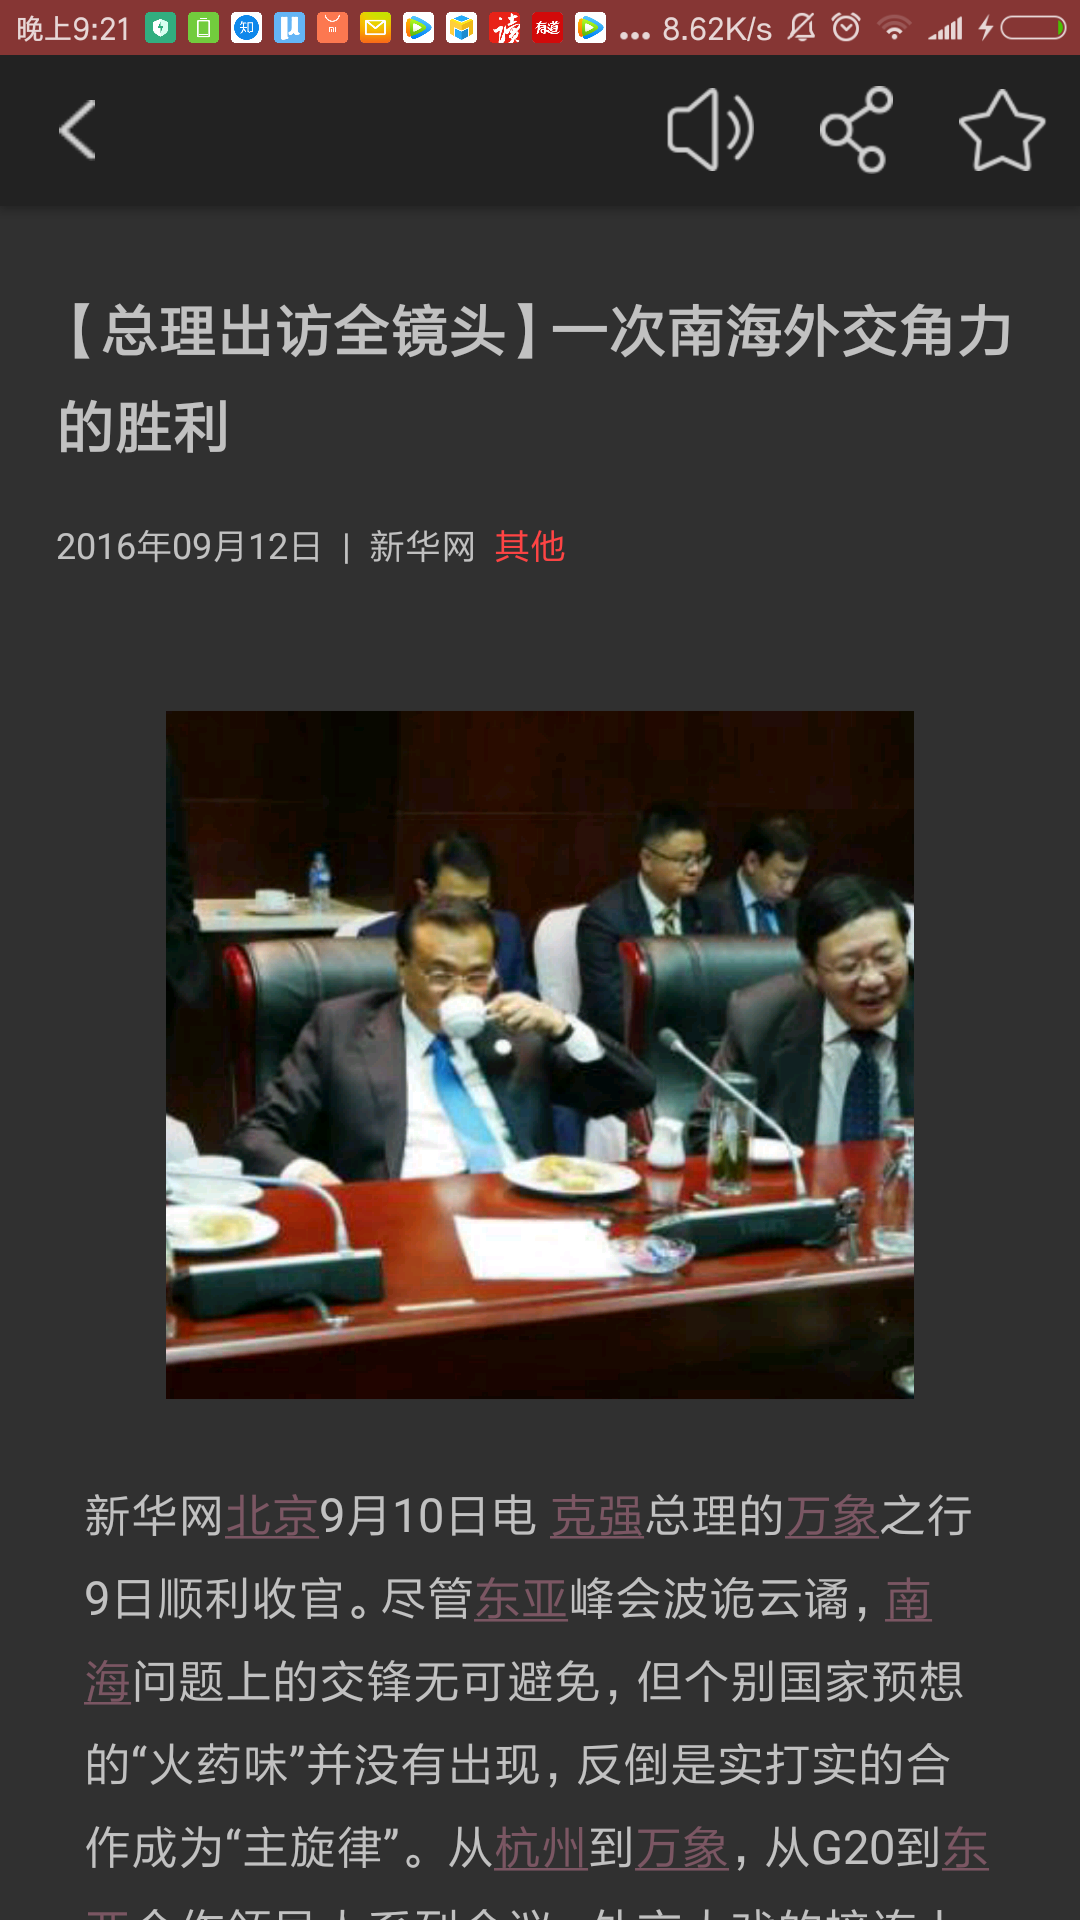 晚上9:21 知 mi 读 有道 ... 8.62K/s
【总理出访全镜头】一次南海外交角力
的胜利
2016年09月12日 | 新华网 其他
新华网北京9月10日电 克强总理的万象之行
9日顺利收官。尽管东亚峰会波诡云谲，南
海问题上的交锋无可避免，但个别国家预想
的“火药味”并没有出现，反倒是实打实的合
作成为“主旋律”。从杭州到万象，从G20到东